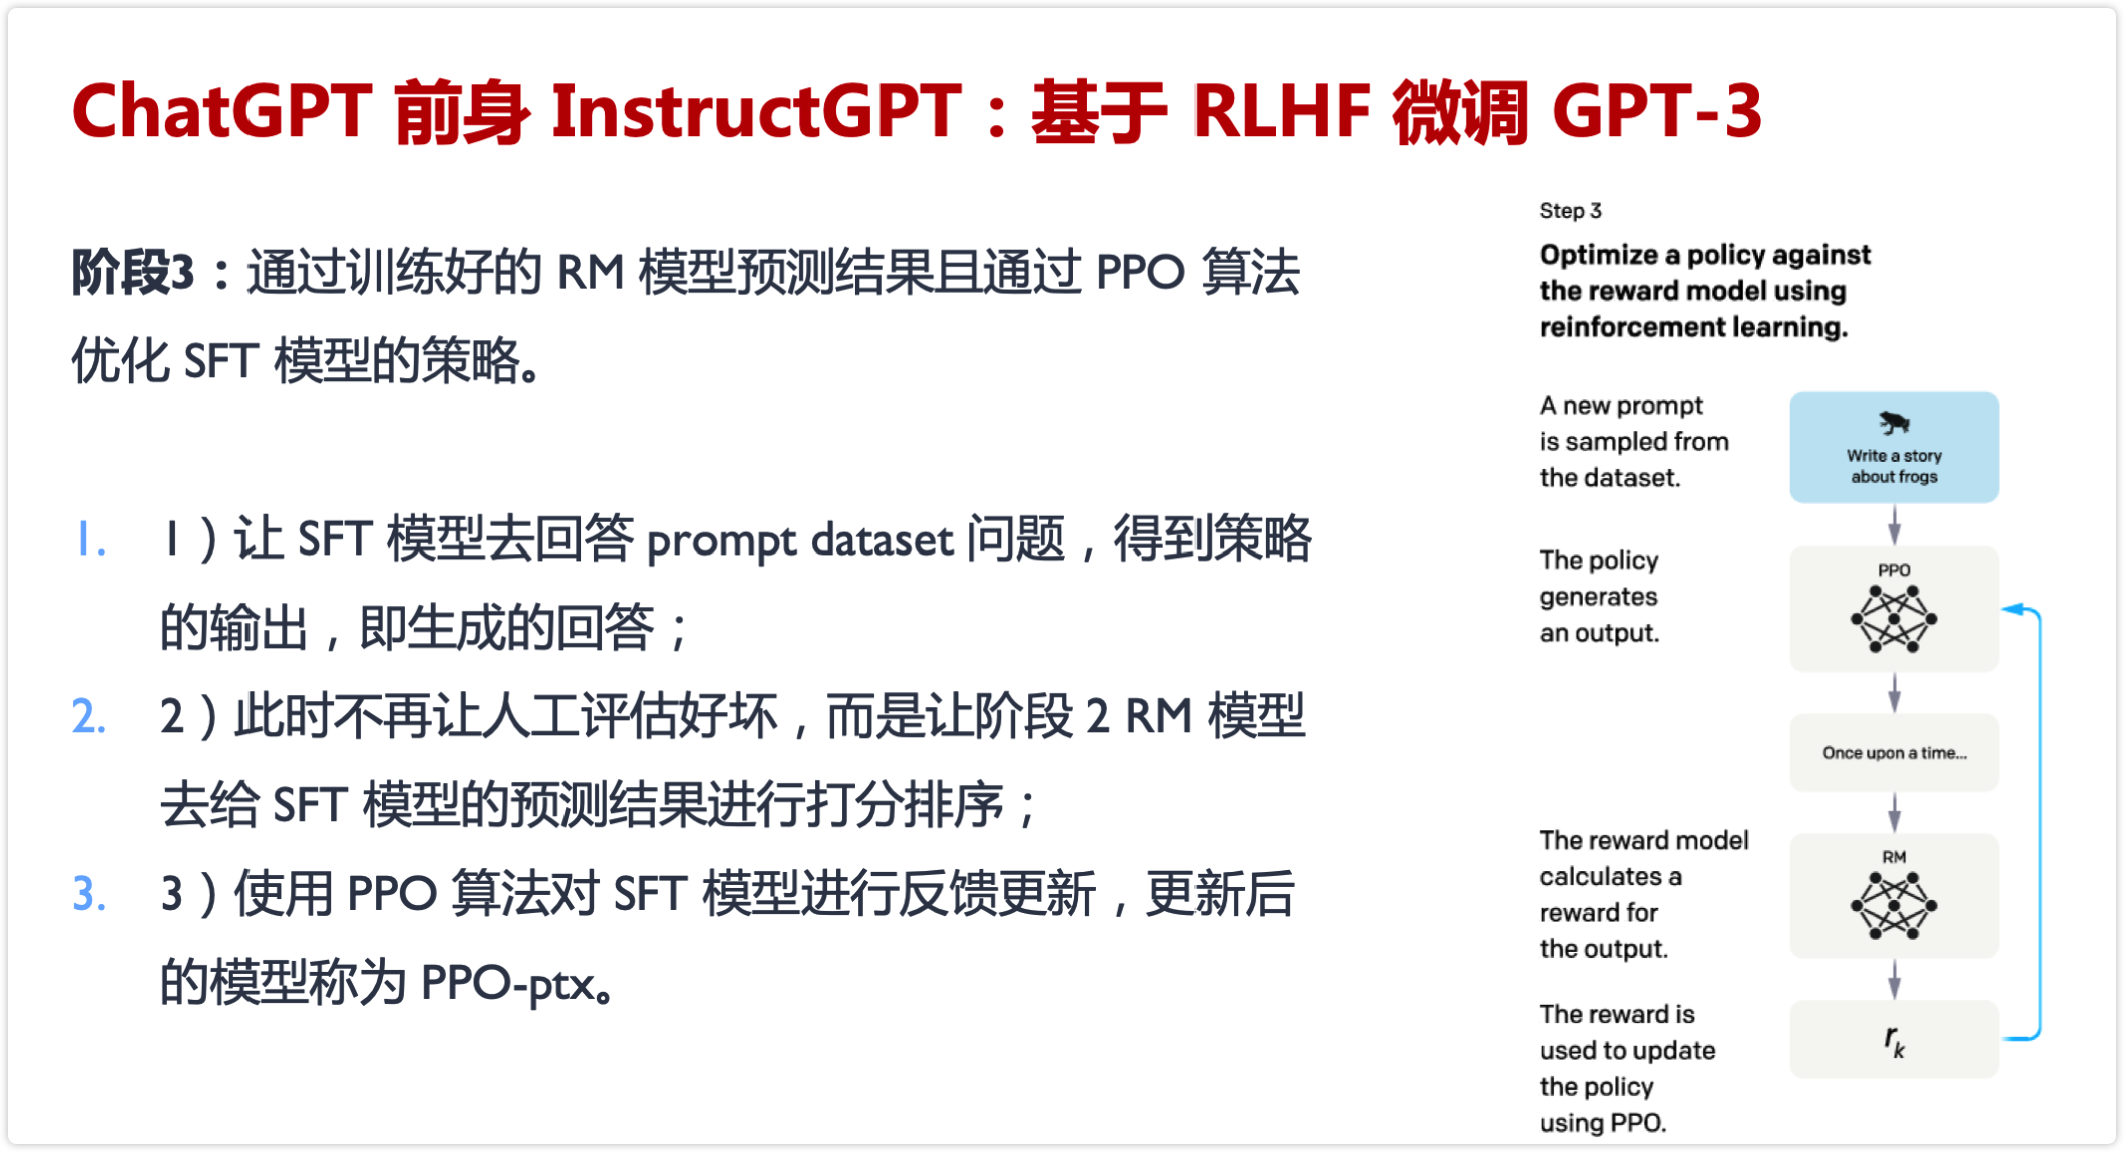 ChatGPT 前身 InstructGPT：基于 RLHF 微调 GPT-3
阶段3：通过训练好的 RM 模型预测结果且通过 PPO 算法
优化 SFT 模型的策略。
1. 1）让 SFT 模型去回答 prompt dataset 问题，得到策略
的输出，即生成的回答；
2. 2）此时不再让人工评估好坏，而是让阶段 2 RM 模型
去给 SFT 模型的预测结果进行打分排序；
3. 3）使用 PPO 算法对 SFT 模型进行反馈更新，更新后
的模型称为 PPO-ptx。
Step 3
Optimize a policy against
the reward model using
reinforcement learning.
A new prompt
is sampled from
the dataset.
Write a story
about frogs
The policy
generates
an output.
PPO
Once upon a time...
The reward model
calculates a
reward for
the output.
RM
The reward is
used to update
the policy
using PPO.
r_k